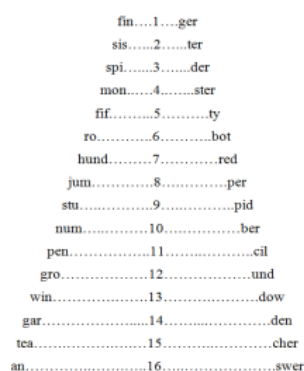 fin….1….ger
sis…...2…...ter
spi…....3…....der
mon…...4…......ster
fif………5……….ty
ro………..6………..bot
hund………7………..red
jum…………8…………per
stu…………..9…………..pid
num………...10…………...ber
pen…………..11…………...cil
gro……………12……………..und
win……………..13……………..dow
gar………………...14………………...den
tea…………………15…………………..cher
an…………………….16…………………….swer